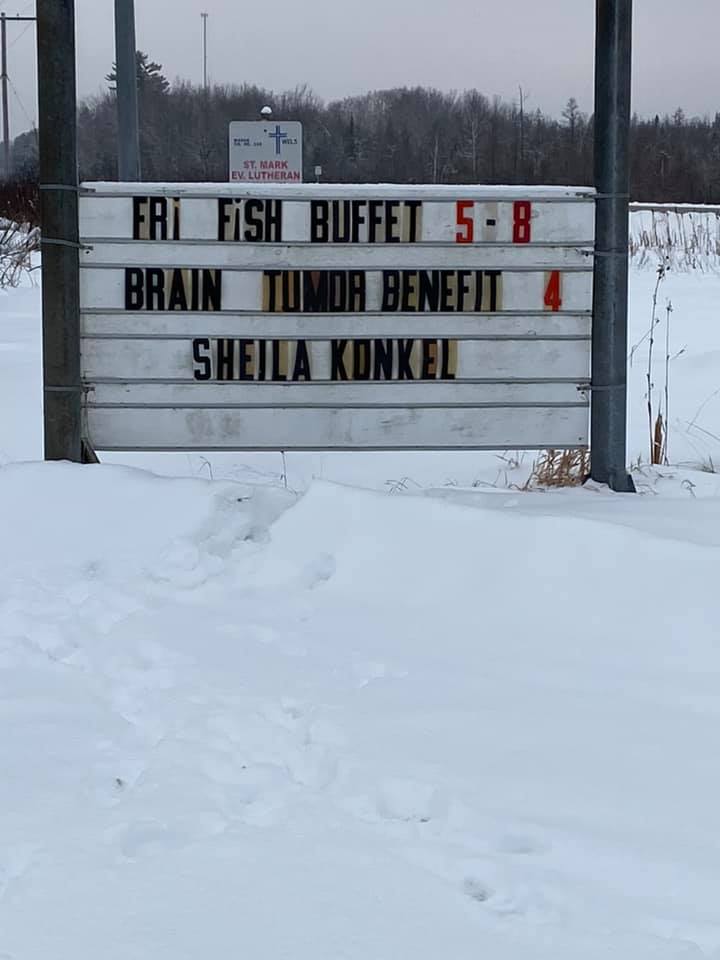 WELS
ST. MARK
EV. LUTHERAN
FRi FiSH BUFFET 5-8
BRAIN TUMOR BENEFIT 4
SHEILA KONKEL